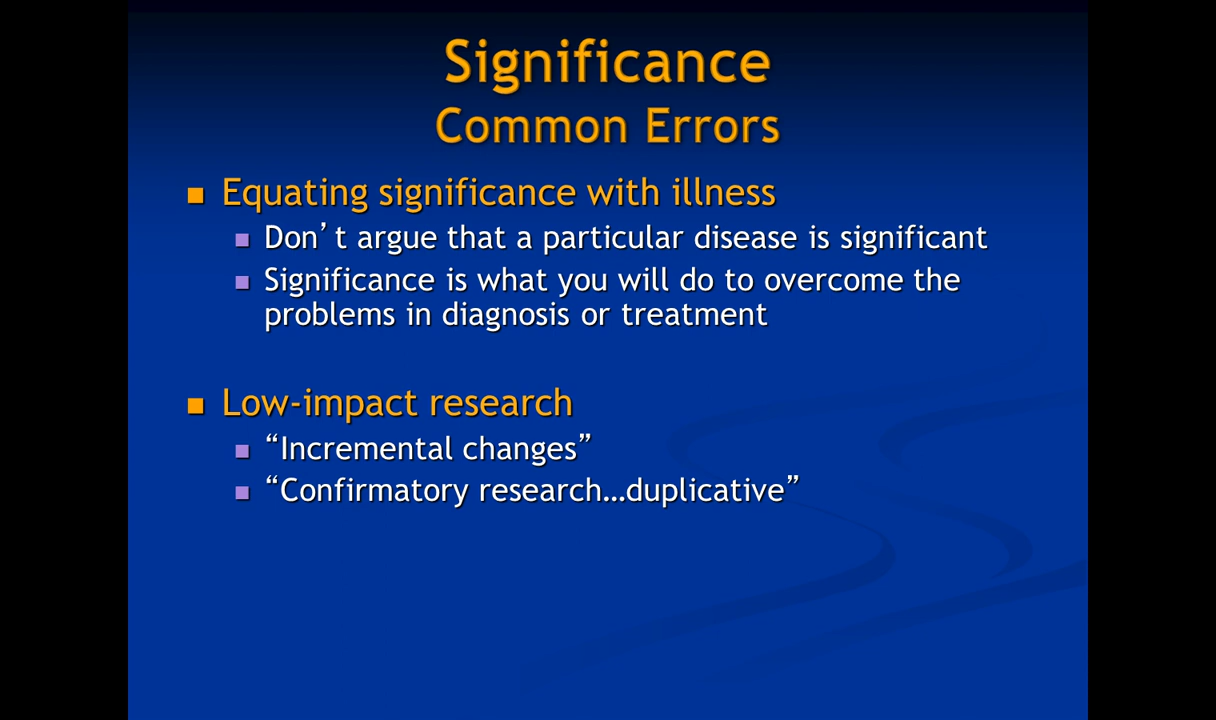 Significance
Common Errors
Equating significance with illness
Don’t argue that a particular disease is significant
Significance is what you will do to overcome the
problems in diagnosis or treatment
Low-impact research
“Incremental changes”
“Confirmatory research…duplicative”